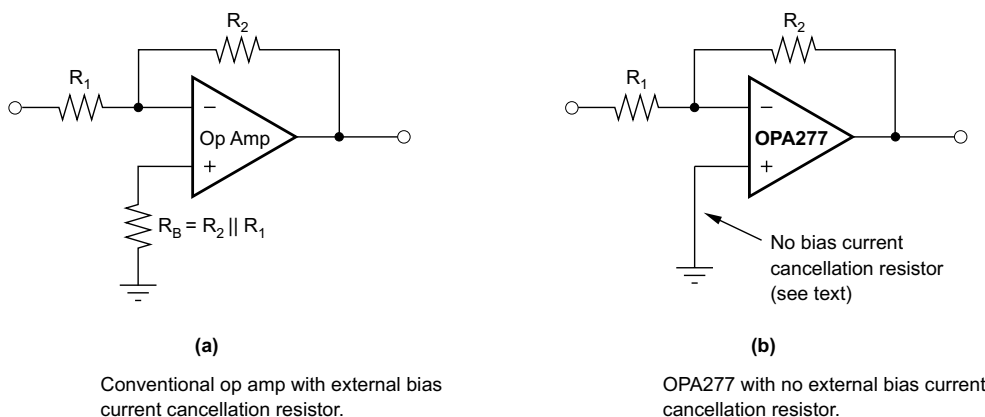 R2
R1
−
Op Amp
+
RB = R2 || R1
(a)
Conventional op amp with external bias
current cancellation resistor.
R2
R1
−
OPA277
+
No bias current
cancellation resistor
(see text)
(b)
OPA277 with no external bias current
cancellation resistor.